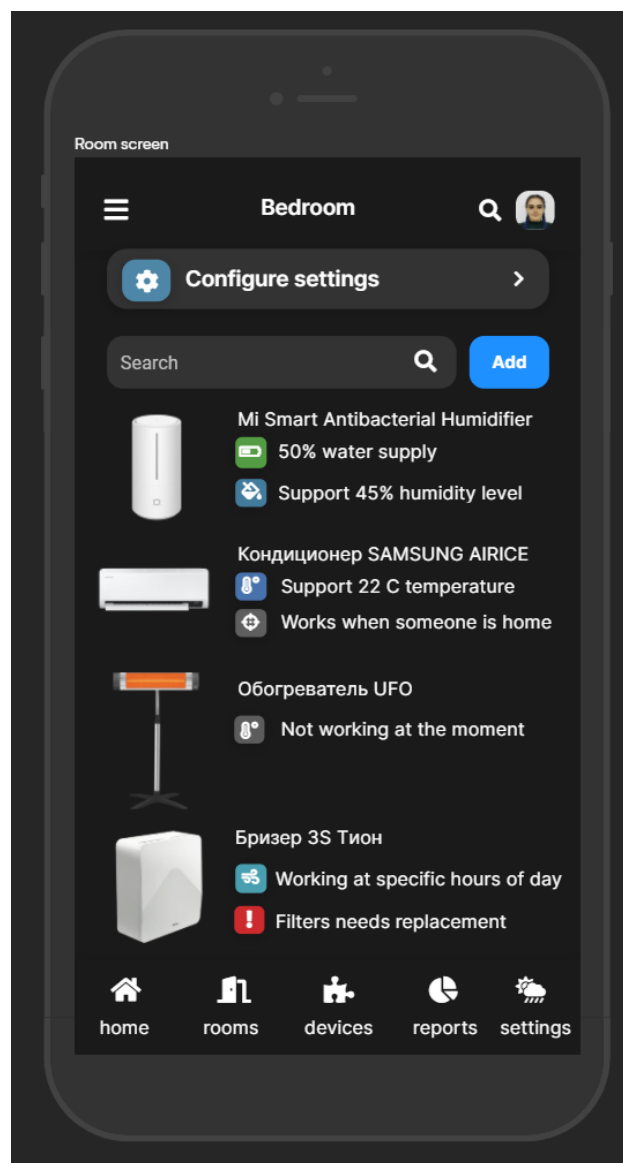 Room screen
Bedroom
Configure settings
Search
Add
Mi Smart Antibacterial Humidifier
50% water supply
Support 45% humidity level
Кондиционер SAMSUNG AIRICE
Support 22 C temperature
Works when someone is home
Обогреватель UFO
Not working at the moment
Бризер 3S Тион
Working at specific hours of day
Filters needs replacement
home rooms devices reports settings